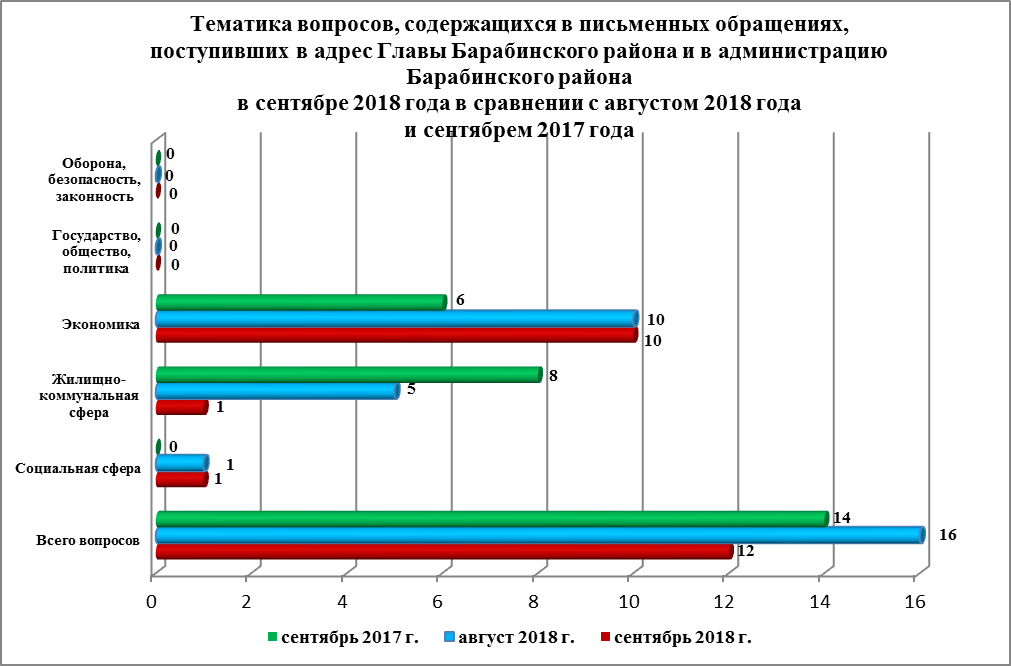 Тематика вопросов, содержащихся в письменных обращениях,
поступивших в адрес Главы Барабинского района и в администрацию
Барабинского района
в сентябре 2018 года в сравнении с августом 2018 года
и сентябрем 2017 года
Оборона,
безопасность,
законность
0
0
0
Государство,
общество,
политика
0
0
0
Экономика
6
10
10
Жилищно-
коммунальная
сфера
8
5
1
Социальная сфера
0
1
1
Всего вопросов
14
16
12
0 2 4 6 8 10 12 14 16
сентябрь 2017 г. август 2018 г. сентябрь 2018 г.